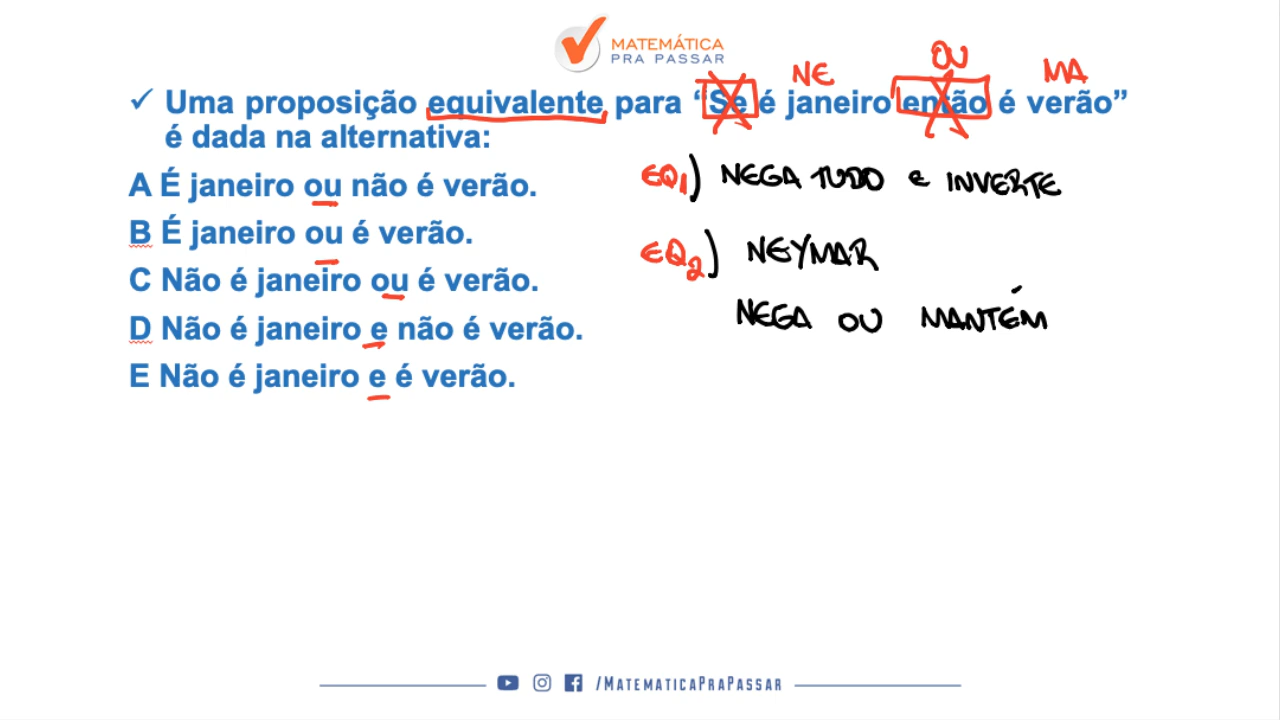 MATEMÁTICA
PRA PASSAR
NE OU MA
✓ Uma proposição equivalente para “Se é janeiro então é verão”
é dada na alternativa:
A É janeiro ou não é verão.
B É janeiro ou é verão.
C Não é janeiro ou é verão.
D Não é janeiro e não é verão.
E Não é janeiro e é verão.
EQ1) NEGA TUDO e INVERTE
EQ2) NEYMAR
NEGA OU MANTÉM
/MATEMATICAPRAPASSAR